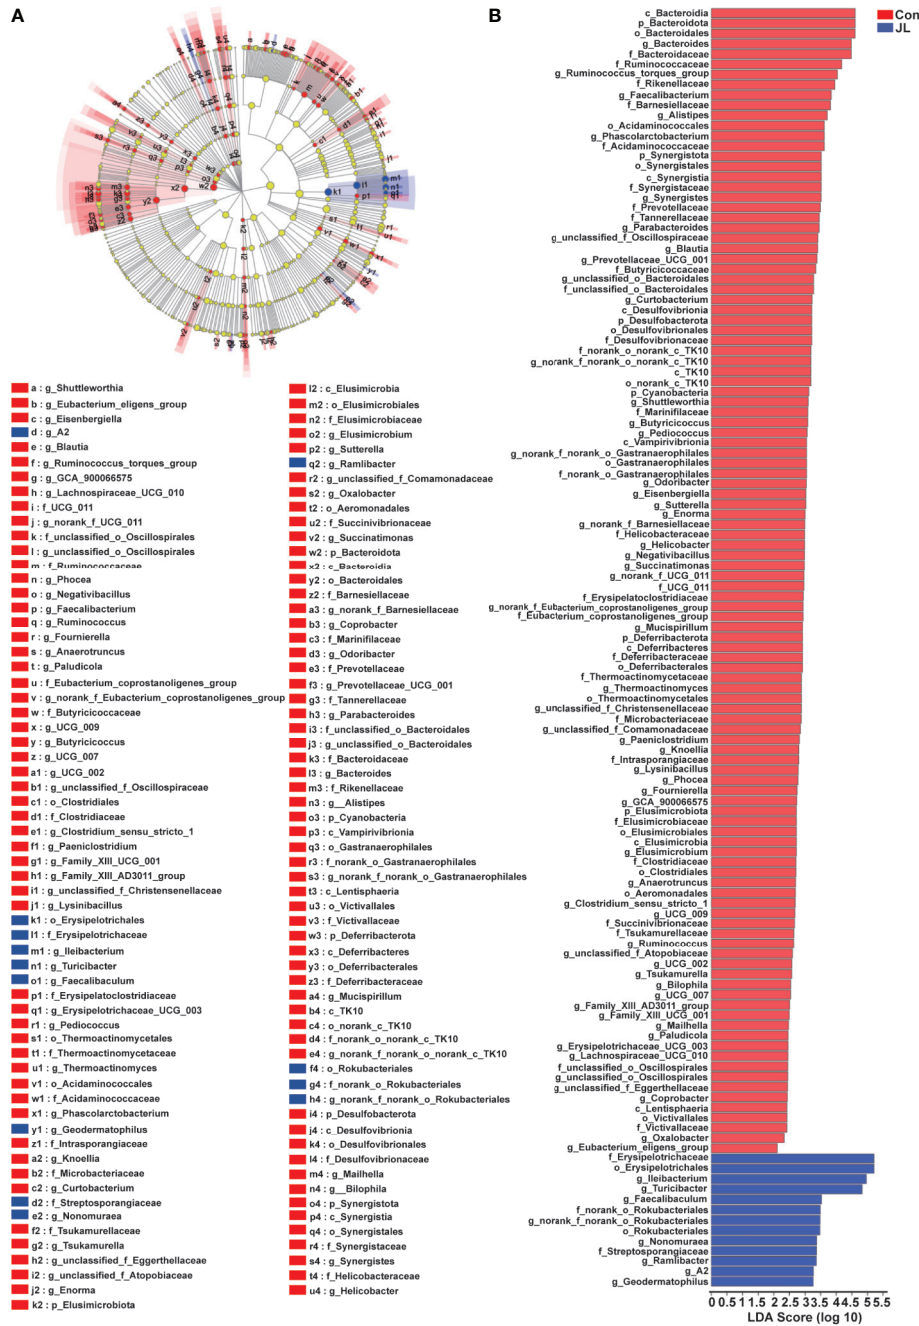 A
B
Con
JL
a : g_Shuttleworthia
b : g_Eubacterium_eligens_group
c : g_Eisenbergiella
d : g_A2
e : g_Blautia
f : g_Ruminococcus_torques_group
g : g_GCA_900066575
h : g_Lachnospiraceae_UCG_010
i : f_UCG_011
j : g_norank_f_UCG_011
k : f_unclassified_o_Oscillospirales
l : g_unclassified_o_Oscillospirales
m : f_Ruminococcaceae
n : g_Phocea
o : g_Negativibacillus
p : g_Faecalibacterium
q : g_Ruminococcus
r : g_Fournierella
s : g_Anaerotruncus
t : g_Paludicola
u : f_Eubacterium_coprostanoligenes_group
v : g_norank_f_Eubacterium_coprostanoligenes_group
w : f_Butyricicoccaceae
x : g_UCG_009
y : g_Butyricicoccus
z : g_UCG_007
a1 : g_UCG_002
b1 : g_unclassified_f_Oscillospiraceae
c1 : o_Clostridiales
d1 : f_Clostridiaceae
e1 : g_Clostridium_sensu_stricto_1
f1 : g_Paeniclostridium
g1 : g_Family_XIII_UCG_001
h1 : g_Family_XIII_AD3011_group
i1 : g_unclassified_f_Christensenellaceae
j1 : g_Lysinibacillus
k1 : o_Erysipelotrichales
l1 : f_Erysipelotrichaceae
m1 : g_Ileibacterium
n1 : g_Turicibacter
o1 : g_Faecalibaculum
p1 : f_Erysipelatoclostridiaceae
q1 : g_Erysipelotrichaceae_UCG_003
r1 : g_Pediococcus
s1 : o_Thermoactinomycetales
t1 : f_Thermoactinomycetaceae
u1 : g_Thermoactinomyces
v1 : o_Acidaminococcales
w1 : f_Acidaminococcaceae
x1 : g_Phascolarctobacterium
y1 : g_Geodermatophilus
z1 : f_Intrasporangiaceae
a2 : g_Knoellia
b2 : f_Microbacteriaceae
c2 : g_Curtobacterium
d2 : f_Streptosporangiaceae
e2 : g_Nonomuraea
f2 : f_Tsukamurellaceae
g2 : g_Tsukamurella
h2 : g_unclassified_f_Eggerthellaceae
i2 : g_unclassified_f_Atopobiaceae
j2 : g_Enorma
k2 : p_Elusimicrobiota
l2 : c_Elusimicrobia
m2 : o_Elusimicrobiales
n2 : f_Elusimicrobiaceae
o2 : g_Elusimicrobium
p2 : g_Sutterella
q2 : g_Ramlibacter
r2 : g_unclassified_f_Comamonadaceae
s2 : g_Oxalobacter
t2 : o_Aeromonadales
u2 : f_Succinivibrionaceae
v2 : g_Succinatimonas
w2 : p_Bacteroidota
x2 : c_Bacteroidia
y2 : o_Bacteroidales
z2 : f_Barnesiellaceae
a3 : g_norank_f_Barnesiellaceae
b3 : g_Coprobacter
c3 : f_Marinifilaceae
d3 : g_Odoribacter
e3 : f_Prevotellaceae
f3 : g_Prevotellaceae_UCG_001
g3 : f_Tannerellaceae
h3 : g_Parabacteroides
i3 : f_unclassified_o_Bacteroidales
j3 : g_unclassified_o_Bacteroidales
k3 : f_Bacteroidaceae
l3 : g_Bacteroides
m3 : f_Rikenellaceae
n3 : g__Alistipes
o3 : p_Cyanobacteria
p3 : c_Vampirivibrionia
q3 : o_Gastranaerophilales
r3 : f_norank_o_Gastranaerophilales
s3 : g_norank_f_norank_o_Gastranaerophilales
t3 : c_Lentisphaeria
u3 : o_Victivallales
v3 : f_Victivallaceae
w3 : p_Deferribacterota
x3 : c_Deferribacteres
y3 : o_Deferribacterales
z3 : f_Deferribacteraceae
a4 : g_Mucispirillum
b4 : c_TK10
c4 : o_norank_c_TK10
d4 : f_norank_o_norank_c_TK10
e4 : g_norank_f_norank_o_norank_c_TK10
f4 : o_Rokubacteriales
g4 : f_norank_o_Rokubacteriales
h4 : g_norank_f_norank_o_Rokubacteriales
i4 : p_Desulfobacterota
j4 : c_Desulfovibrionia
k4 : o_Desulfovibrionales
l4 : f_Desulfovibrionaceae
m4 : g_Mailhella
n4 : g__Bilophila
o4 : p_Synergistota
p4 : c_Synergistia
q4 : o_Synergistales
r4 : f_Synergistaceae
s4 : g_Synergistes
t4 : f_Helicobacteraceae
u4 : g_Helicobacter
c_Bacteroidia
p_Bacteroidota
o_Bacteroidales
g_Bacteroides
f_Bacteroidaceae
f_Ruminococcaceae
g_Ruminococcus_torques_group
f_Rikenellaceae
g_Faecalibacterium
f_Barnesiellaceae
g_Alistipes
o_Acidaminococcales
g_Phascolarctobacterium
f_Acidaminococcaceae
p_Synergistota
o_Synergistales
c_Synergistia
f_Synergistaceae
g_Synergistes
f_Prevotellaceae
f_Tannerellaceae
g_Parabacteroides
g_unclassified_f_Oscillospiraceae
g_Blautia
g_Prevotellaceae_UCG_001
f_Butyricicoccaceae
g_unclassified_o_Bacteroidales
f_unclassified_o_Bacteroidales
g_Curtobacterium
c_Desulfovibrionia
p_Desulfobacterota
o_Desulfovibrionales
f_Desulfovibrionaceae
f_norank_o_norank_c_TK10
g_norank_f_norank_o_norank_c_TK10
c_TK10
o_norank_c_TK10
p_Cyanobacteria
g_Shuttleworthia
f_Marinifilaceae
g_Butyricicoccus
g_Pediococcus
c_Vampirivibrionia
g_norank_f_norank_o_Gastranaerophilales
o_Gastranaerophilales
f_norank_o_Gastranaerophilales
g_Odoribacter
g_Eisenbergiella
g_Sutterella
g_Enorma
g_norank_f_Barnesiellaceae
f_Helicobacteraceae
g_Helicobacter
g_Negativibacillus
g_Succinatimonas
g_norank_f_UCG_011
f_UCG_011
f_Erysipelatoclostridiaceae
g_norank_f_Eubacterium_coprostanoligenes_group
f_Eubacterium_coprostanoligenes_group
g_Mucispirillum
p_Deferribacterota
c_Deferribacteres
f_Deferribacteraceae
o_Deferribacterales
f_Thermoactinomycetaceae
g_Thermoactinomyces
o_Thermoactinomycetales
g_unclassified_f_Christensenellaceae
f_Microbacteriaceae
g_unclassified_f_Comamonadaceae
g_Paeniclostridium
g_Knoellia
f_Intrasporangiaceae
g_Lysinibacillus
g_Phocea
g_Fournierella
g_GCA_900066575
p_Elusimicrobiota
f_Elusimicrobiaceae
o_Elusimicrobiales
c_Elusimicrobia
g_Elusimicrobium
f_Clostridiaceae
o_Clostridiales
g_Anaerotruncus
o_Aeromonadales
g_Clostridium_sensu_stricto_1
g_UCG_009
f_Succinivibrionaceae
f_Tsukamurellaceae
g_Ruminococcus
g_unclassified_f_Atopobiaceae
g_UCG_002
g_Tsukamurella
g_Bilophila
g_UCG_007
g_Family_XIII_AD3011_group
g_Family_XIII_UCG_001
g_Mailhella
g_Paludicola
g_Erysipelotrichaceae_UCG_003
g_Lachnospiraceae_UCG_010
f_unclassified_o_Oscillospirales
g_unclassified_o_Oscillospirales
g_unclassified_f_Eggerthellaceae
g_Coprobacter
c_Lentisphaeria
o_Victivallales
f_Victivallaceae
g_Oxalobacter
g_Eubacterium_eligens_group
f_Erysipelotrichaceae
o_Erysipelotrichales
g_Ileibacterium
g_Turicibacter
g_Faecalibaculum
f_norank_o_Rokubacteriales
g_norank_f_norank_o_Rokubacteriales
o_Rokubacteriales
g_Nonomuraea
f_Streptosporangiaceae
g_Ramlibacter
g_A2
g_Geodermatophilus
0 0.5 1 1.5 2 2.5 3 3.5 4 4.5 5 5.5
LDA Score (log 10)